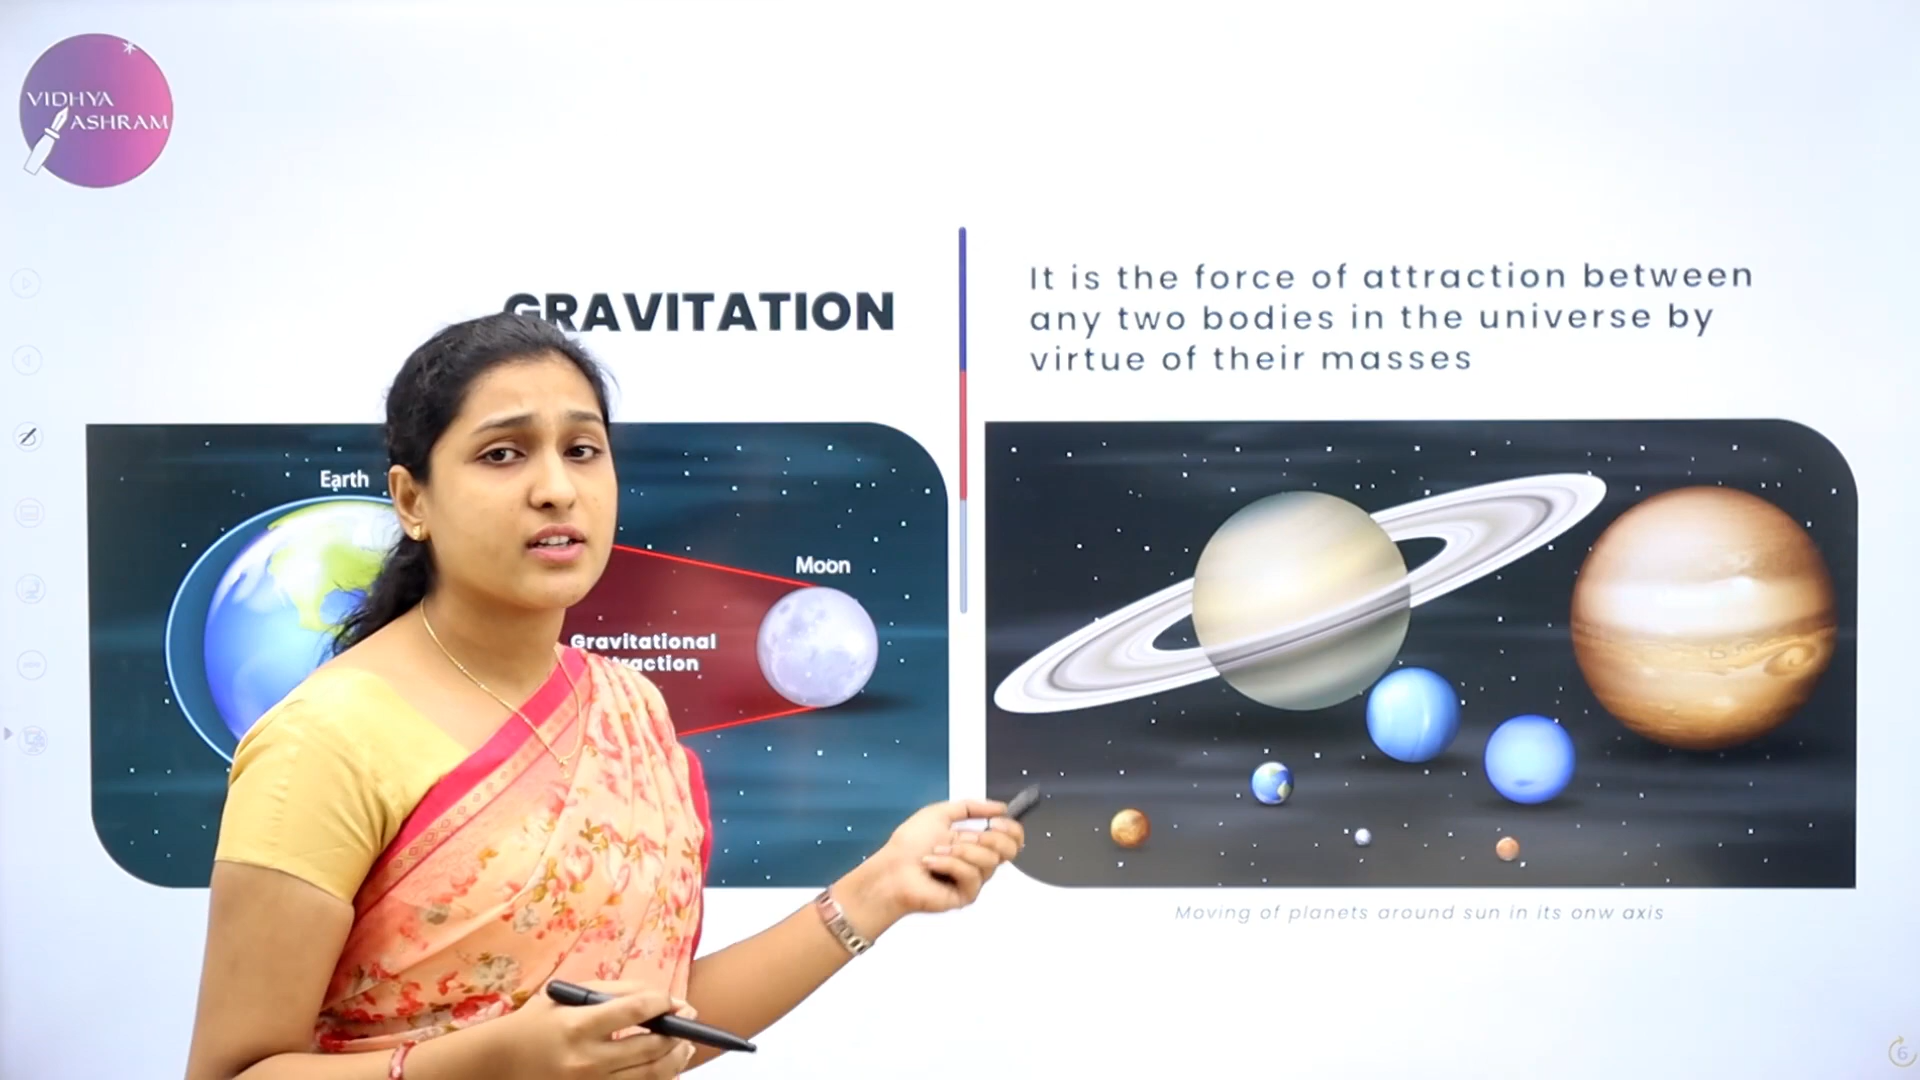 VIDHYA
ASHRAM
GRAVITATION
It is the force of attraction between
any two bodies in the universe by
virtue of their masses
Earth
Moon
Gravitational
Moving of planets around sun in its onw axis
6